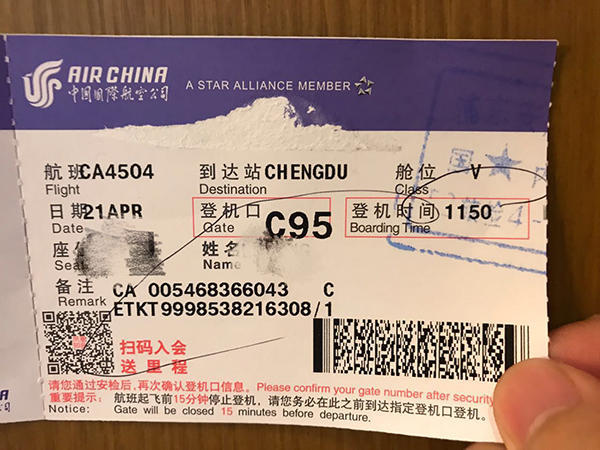 AIR CHINA
中国国際航空公司
A STAR ALLIANCE MEMBER
航班 CA4504 到达站 CHENGDU 舱位 V
Flight Destination Class
日期 21APR 登机口 C95 登机时间 1150
Date Gate Boarding Time
座 姓名
Seat Name
备注 CA 005468366043 C
Remark ETKT9998538216308/1
扫码入会
送里程
请您通过安检后,再次确认登机口信息。Please confirm your gate number after security
重要提示: 航班起飞前15分钟停止登机，请您务必在此之前到达指定登机口登机。
Notice: Gate will be closed 15 minutes before departure.
CHINA
航空公司